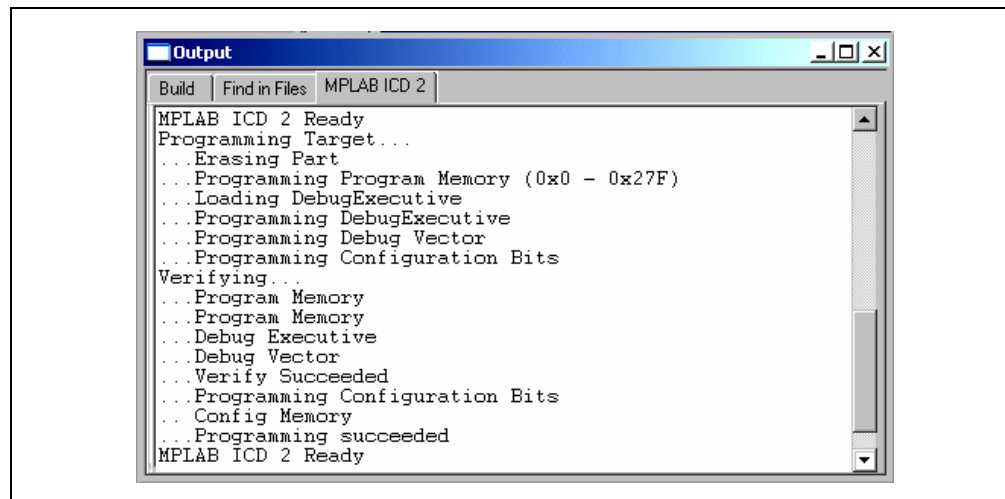 Output
Build Find in Files MPLAB ICD 2
MPLAB ICD 2 Ready
Programming Target...
...Erasing Part
...Programming Program Memory (0x0 - 0x27F)
...Loading DebugExecutive
...Programming DebugExecutive
...Programming Debug Vector
...Programming Configuration Bits
Verifying...
...Program Memory
...Program Memory
...Debug Executive
...Debug Vector
...Verify Succeeded
...Programming Configuration Bits
.. Config Memory
...Programming succeeded
MPLAB ICD 2 Ready